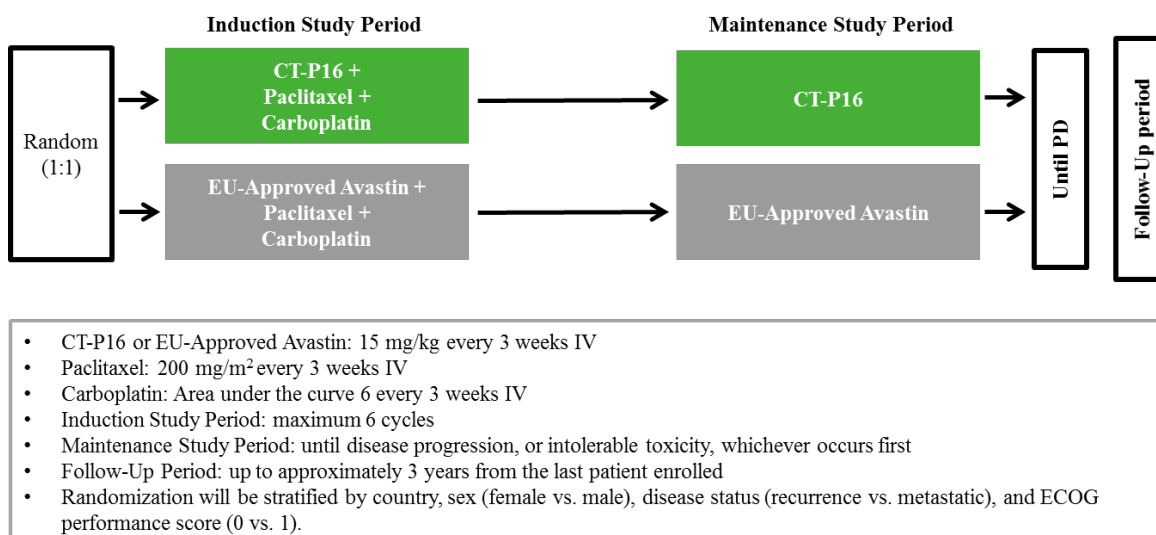 Induction Study Period
Maintenance Study Period
Random
(1:1)
CT-P16 +
Paclitaxel +
Carboplatin
CT-P16
EU-Approved Avastin +
Paclitaxel +
Carboplatin
EU-Approved Avastin
Until PD
Follow-Up period
• CT-P16 or EU-Approved Avastin: 15 mg/kg every 3 weeks IV
• Paclitaxel: 200 mg/m² every 3 weeks IV
• Carboplatin: Area under the curve 6 every 3 weeks IV
• Induction Study Period: maximum 6 cycles
• Maintenance Study Period: until disease progression, or intolerable toxicity, whichever occurs first
• Follow-Up Period: up to approximately 3 years from the last patient enrolled
• Randomization will be stratified by country, sex (female vs. male), disease status (recurrence vs. metastatic), and ECOG
performance score (0 vs. 1).